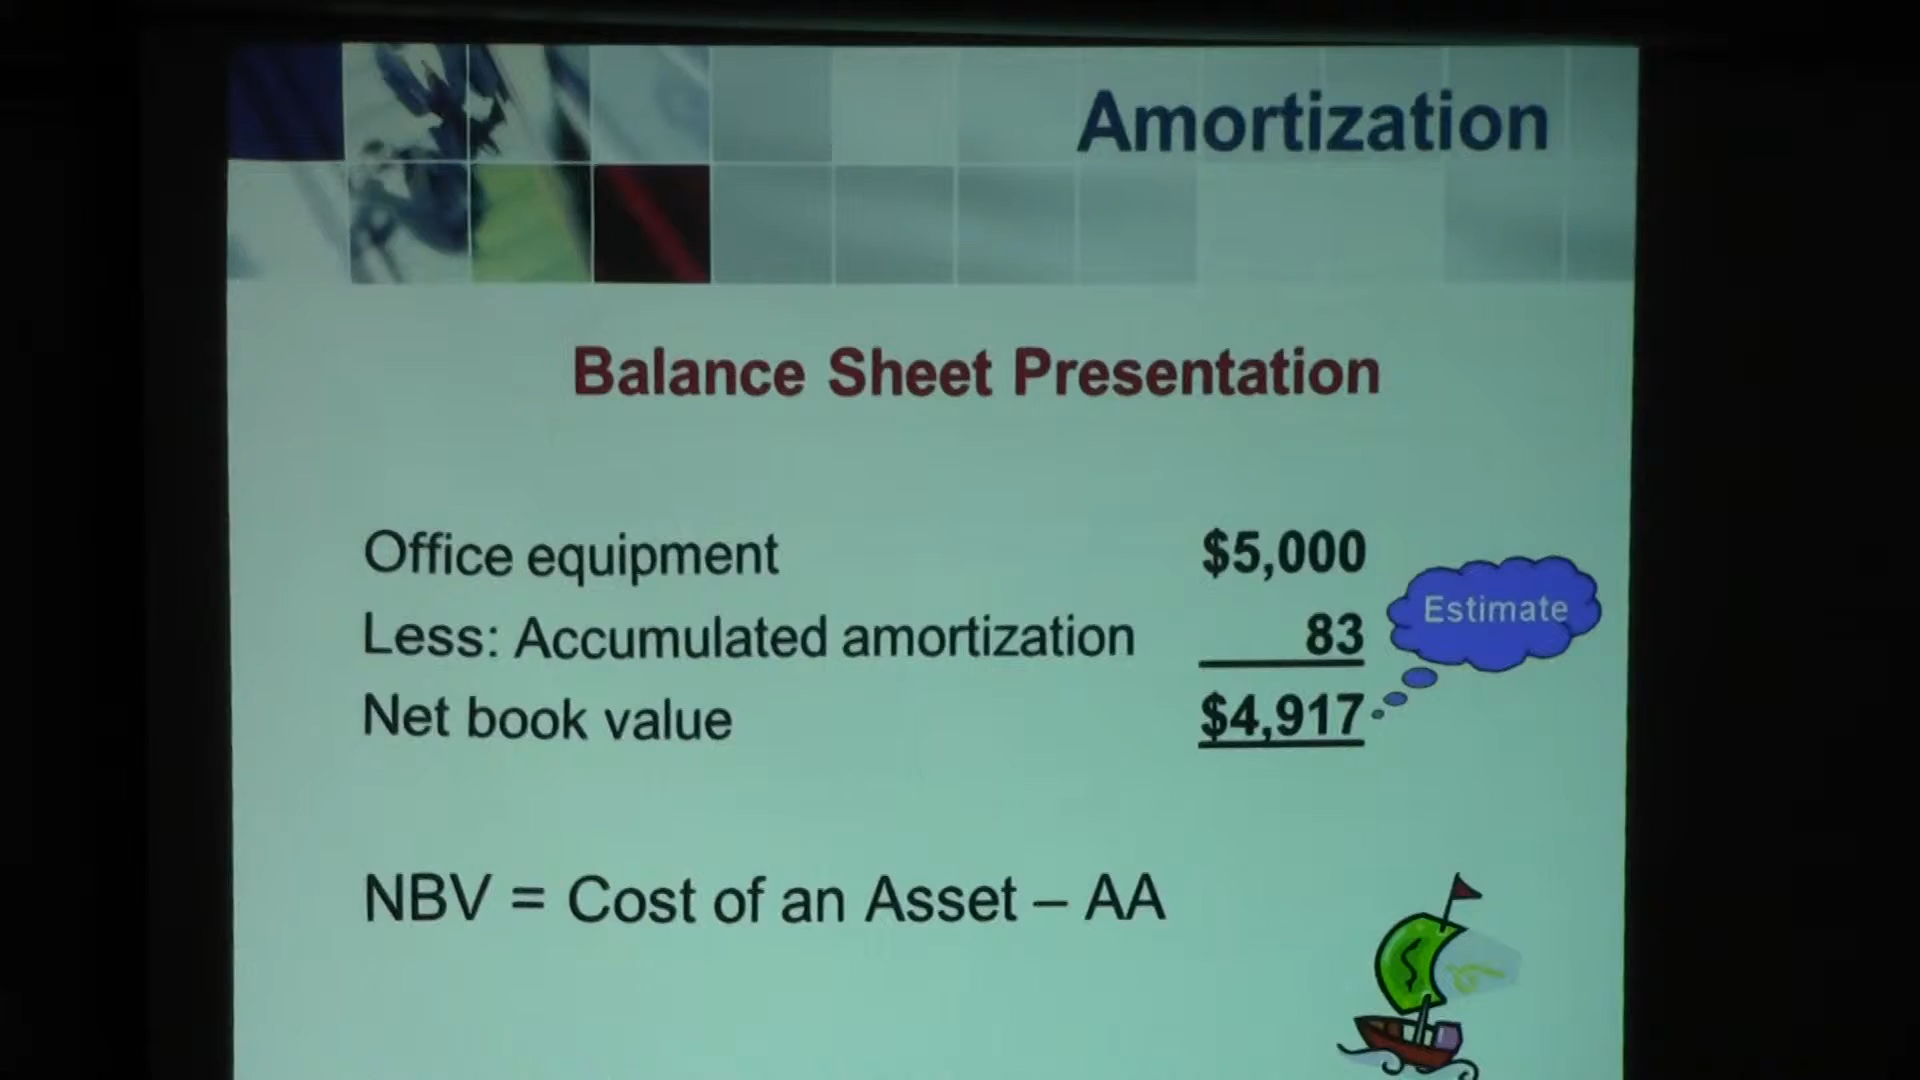 Amortization
Balance Sheet Presentation
Office equipment $5,000
Less: Accumulated amortization 83
Estimate
Net book value $4,917
NBV = Cost of an Asset – AA